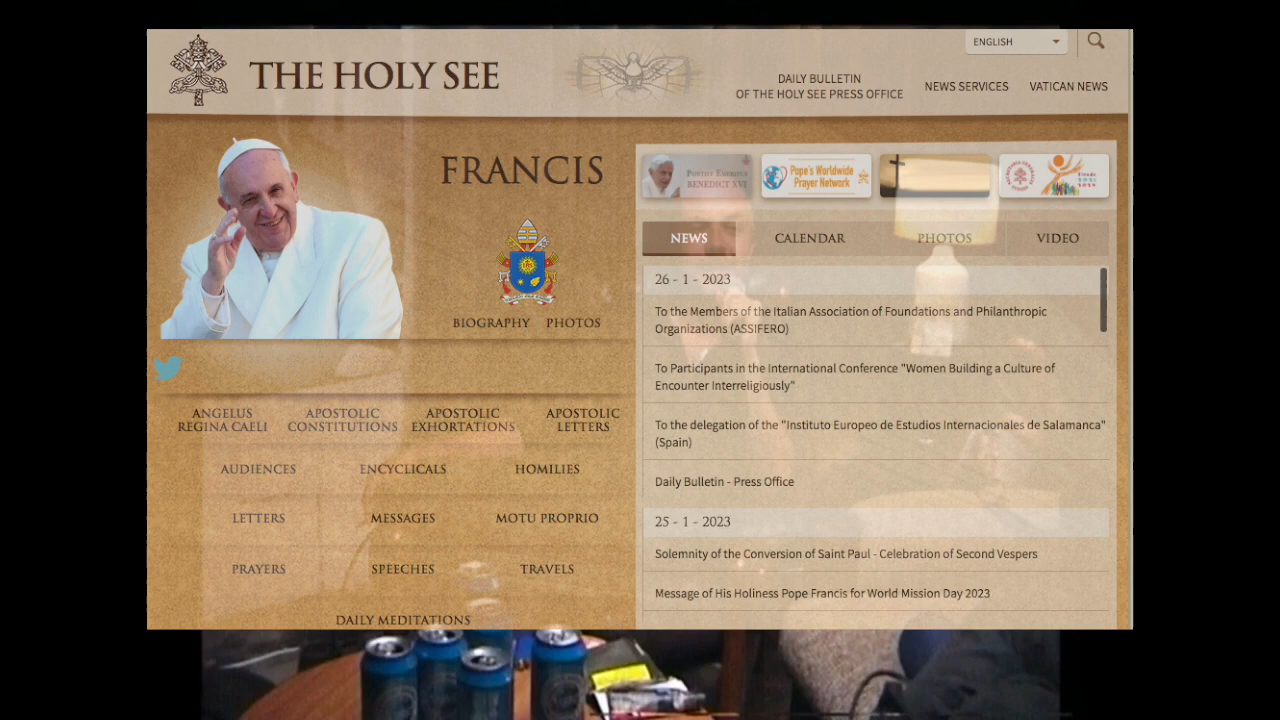 ENGLISH
THE HOLY SEE
DAILY BULLETIN
OF THE HOLY SEE PRESS OFFICE
NEWS SERVICES
VATICAN NEWS
FRANCIS
BIOGRAPHY
PHOTOS
ANGELUS
REGINA CAELI
APOSTOLIC
CONSTITUTIONS
APOSTOLIC
EXHORTATIONS
APOSTOLIC
LETTERS
AUDIENCES
ENCYCLICALS
HOMILIES
LETTERS
MESSAGES
MOTU PROPRIO
PRAYERS
SPEECHES
TRAVELS
DAILY MEDITATIONS
BENEDICT XVI
Pope's Worldwide
Prayer Network
NEWS
CALENDAR
PHOTOS
VIDEO
26 - 1 - 2023
To the Members of the Italian Association of Foundations and Philanthropic
Organizations (ASSIFERO)
To Participants in the International Conference "Women Building a Culture of
Encounter Interreligiously"
To the delegation of the "Instituto Europeo de Estudios Internacionales de Salamanca"
(Spain)
Daily Bulletin - Press Office
25 - 1 - 2023
Solemnity of the Conversion of Saint Paul - Celebration of Second Vespers
Message of His Holiness Pope Francis for World Mission Day 2023